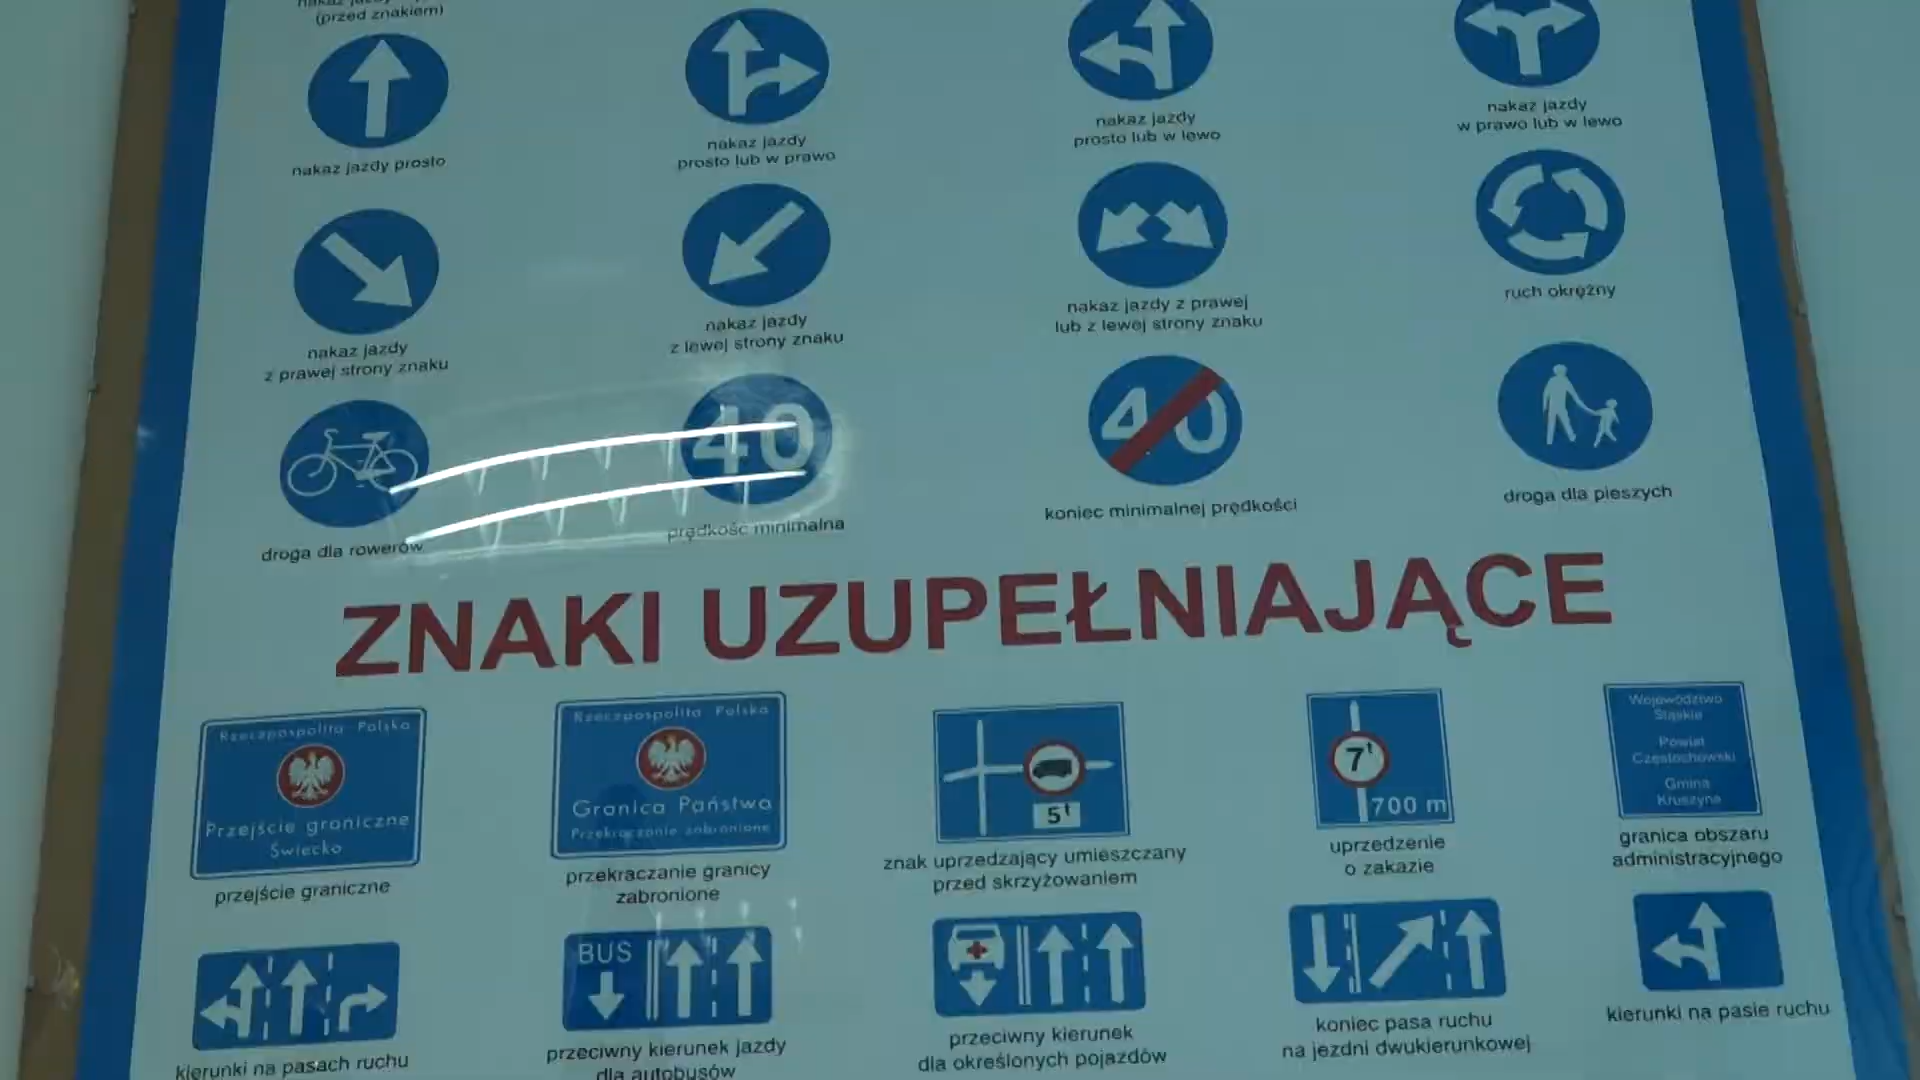 (przed znakiem)
nakaz jazdy prosto
nakaz jazdy
prosto lub w prawo
nakaz jazdy
prosto lub w lewo
nakaz jazdy
w prawo lub w lewo
nakaz jazdy
z prawej strony znaku
nakaz jazdy
z lewej strony znaku
nakaz jazdy z prawej
lub z lewej strony znaku
ruch okrężny
40
40
droga dla rowerów
prędkość minimalna
koniec minimalnej prędkości
droga dla pieszych
ZNAKI UZUPEŁNIAJĄCE
Rzeczpospolita Polska
Przejście graniczne
Świecko
przejście graniczne
Rzeczpospolita Polska
Granica Państwa
Przekraczanie zabronione
przekraczanie granicy
zabronione
5t
znak uprzedzający umieszczany
przed skrzyżowaniem
7t
700 m
uprzedzenie
o zakazie
Województwo
Śląskie
Powiat
Częstochowski
Gmina
Kruszyna
granica obszaru
administracyjnego
kierunki na pasach ruchu
BUS
przeciwny kierunek jazdy
dla autobusów
przeciwny kierunek
dla określonych pojazdów
koniec pasa ruchu
na jezdni dwukierunkowej
kierunki na pasie ruchu